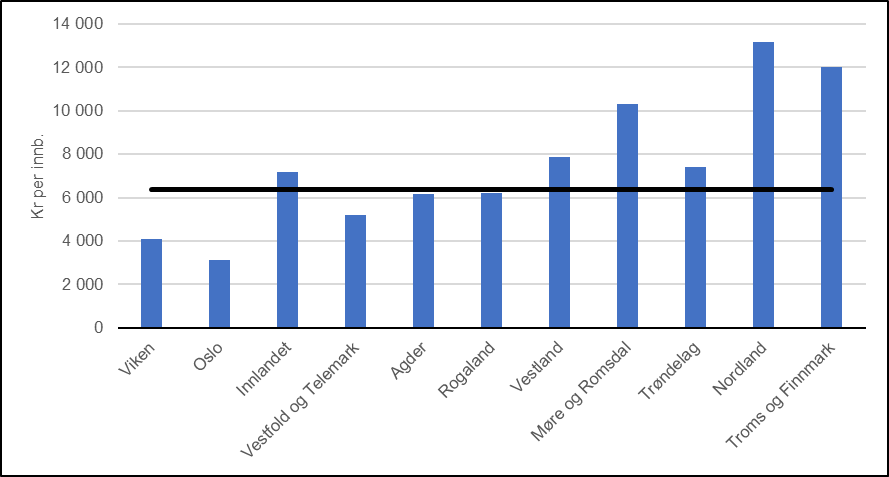 14 000
12 000
10 000
8 000
6 000
4 000
2 000
0
Kr per innb.
Viken
Oslo
Innlandet
Vestfold og Telemark
Agder
Rogaland
Vestland
Møre og Romsdal
Trøndelag
Nordland
Troms og Finnmark